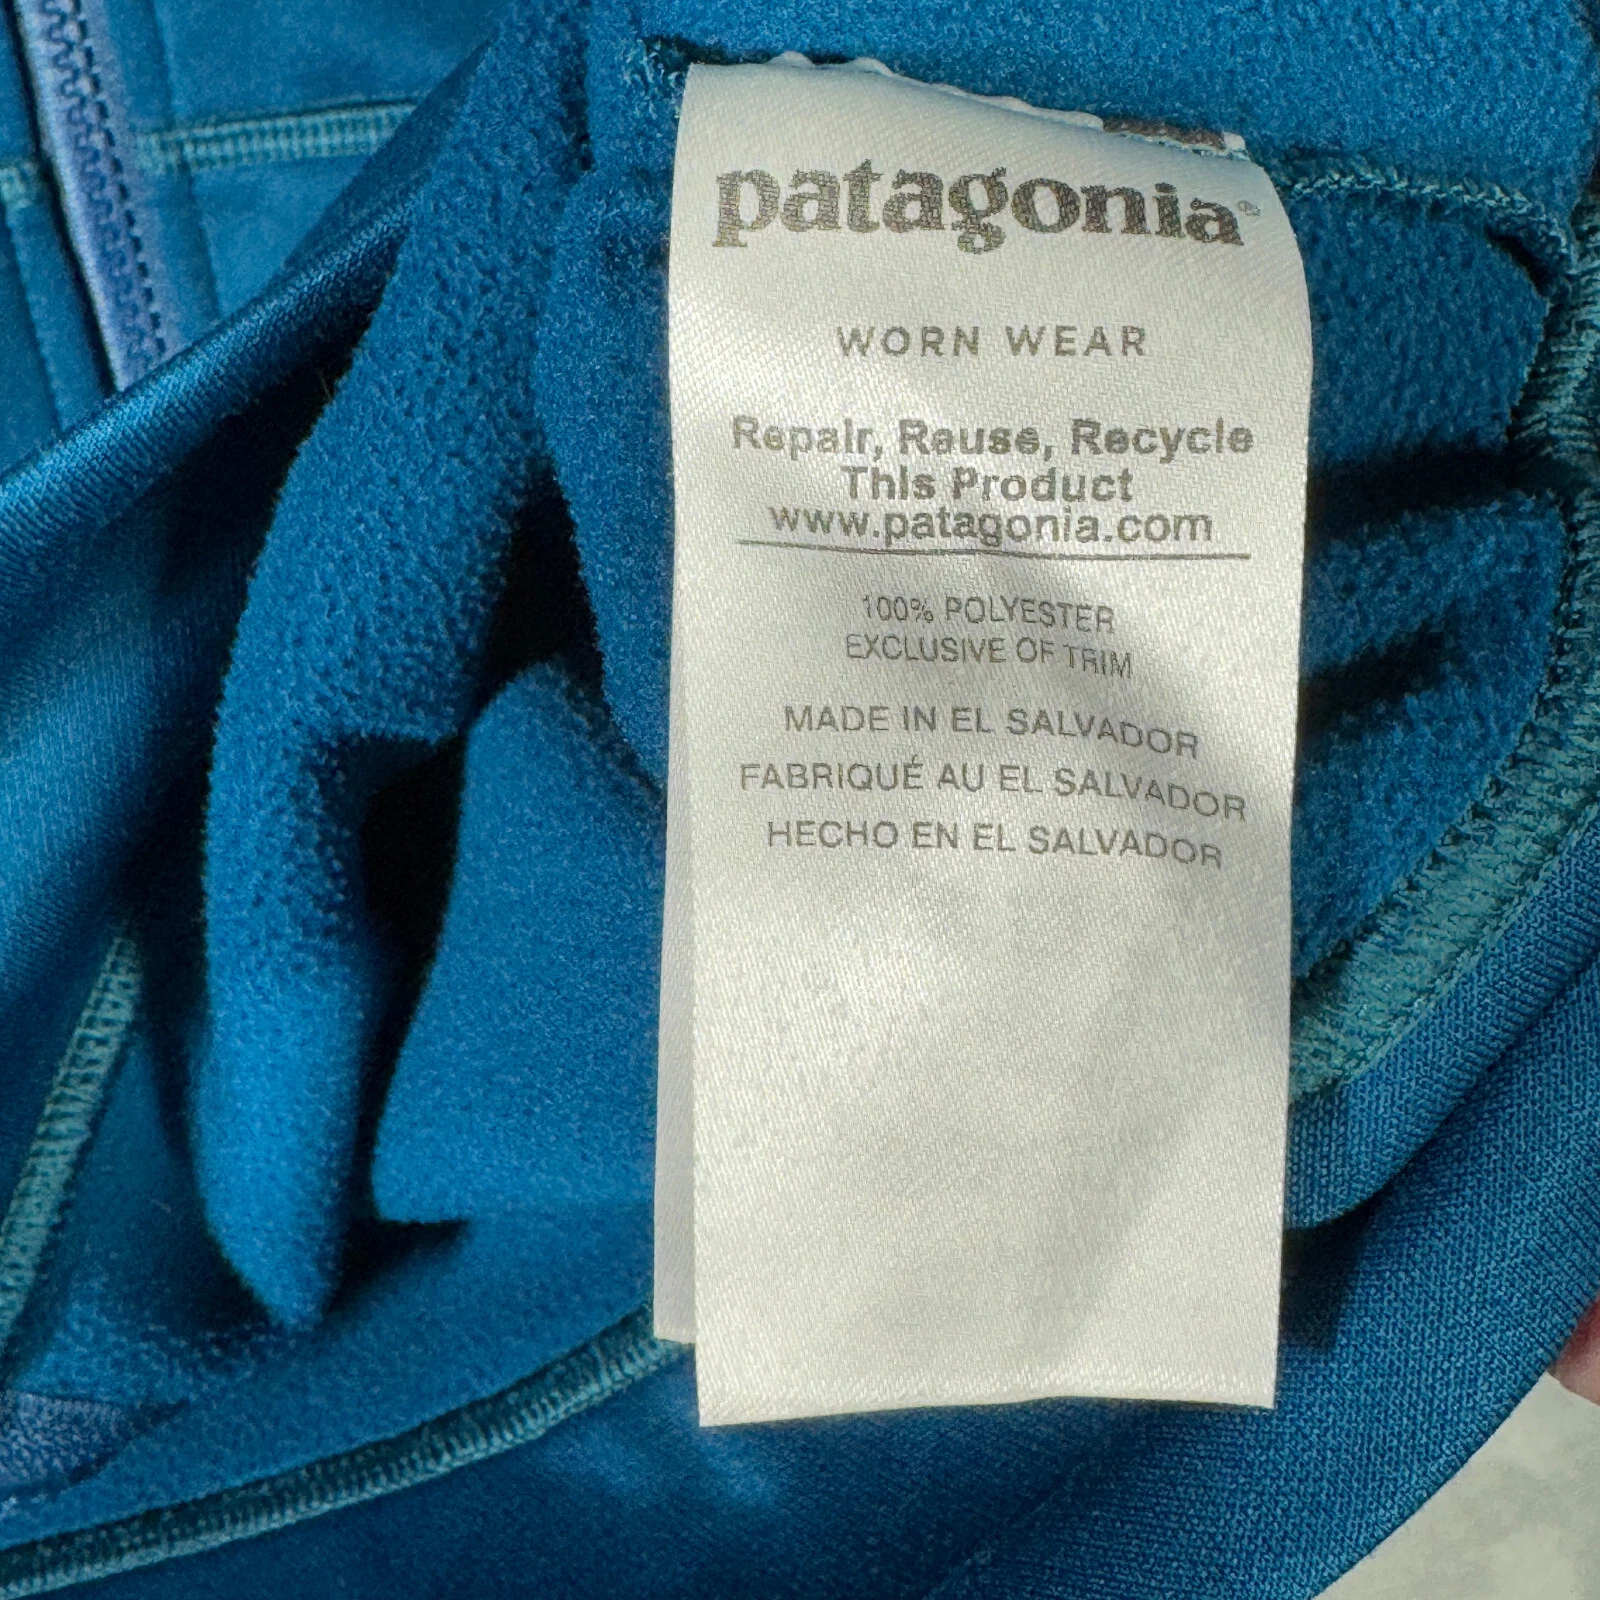 patagonia®
WORN WEAR
Repair, Reuse, Recycle
This Product
www.patagonia.com
100% POLYESTER
EXCLUSIVE OF TRIM
MADE IN EL SALVADOR
FABRIQUÉ AU EL SALVADOR
HECHO EN EL SALVADOR